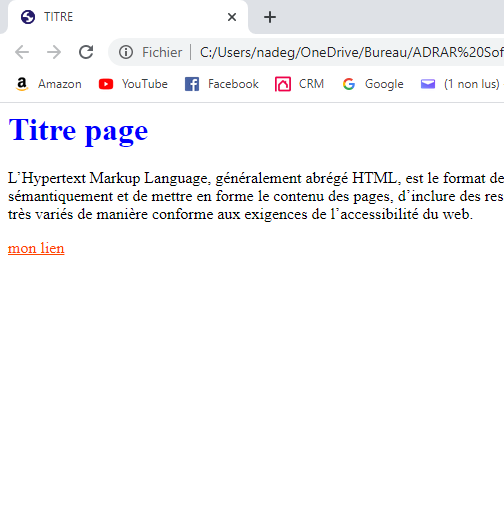 TITRE
Fichier C:/Users/nadeg/OneDrive/Bureau/ADRAR%20Sof
Amazon YouTube Facebook CRM Google (1 non lus)
Titre page
L’Hypertext Markup Language, généralement abrégé HTML, est le format de
sémantiquement et de mettre en forme le contenu des pages, d’inclure des res
très variés de manière conforme aux exigences de l’accessibilité du web.
mon lien